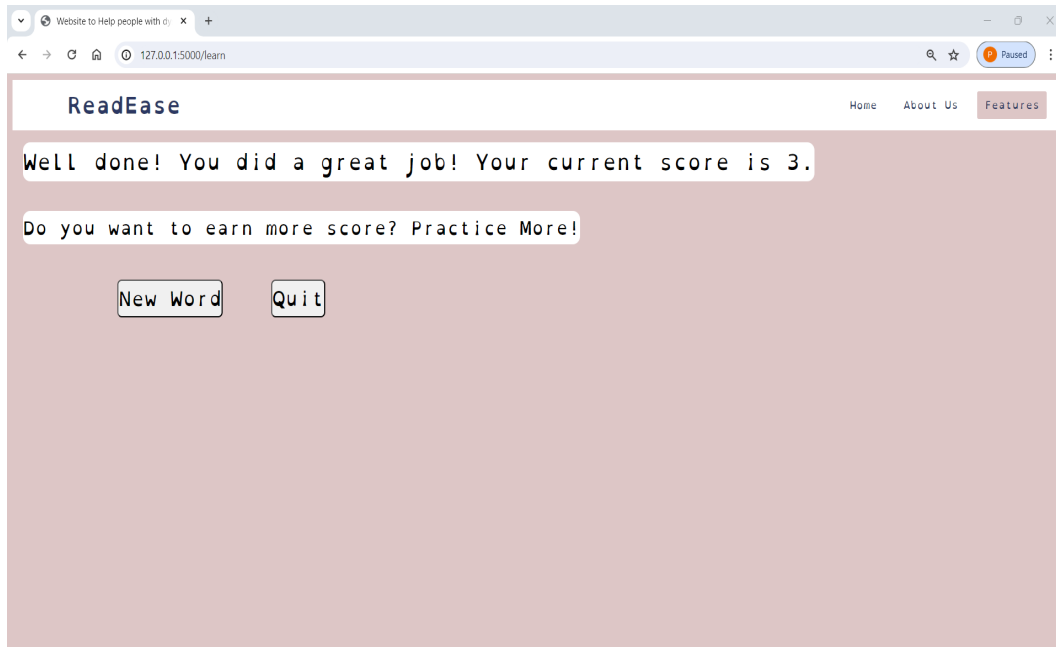 Website to Help people with dy
127.0.0.1:5000/learn
P Paused
ReadEase
Home About Us Features
Well done! You did a great job! Your current score is 3.
Do you want to earn more score? Practice More!
New Word Quit